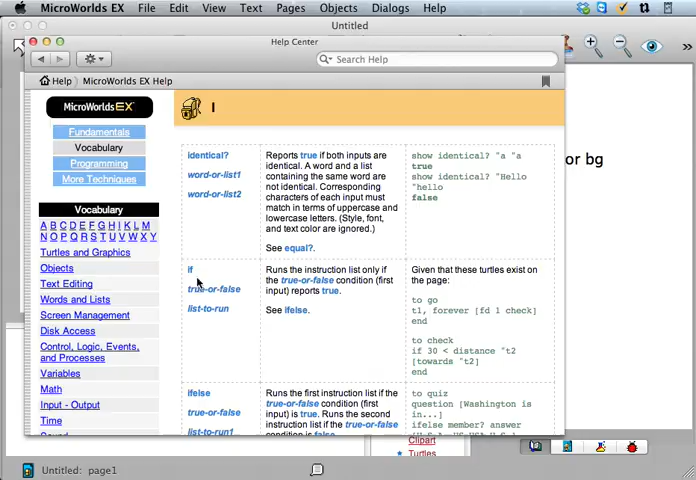 MicroWorlds EX File Edit View Text Pages Objects Dialogs Help
Untitled
Help Center
Search Help
Help MicroWorlds EX Help
MicroWorlds EX
Fundamentals
Vocabulary
Programming
More Techniques
Vocabulary
A B C D E F G H I K L M
N O P Q R S T U V W X Y
Turtles and Graphics
Objects
Text Editing
Words and Lists
Screen Management
Disk Access
Control, Logic, Events,
and Processes
Variables
Math
Input - Output
Time
I
identical?
word-or-list1
word-or-list2
Reports true if both inputs are
identical. A word and a list
containing the same word are
not identical. Corresponding
characters of each input must
match in terms of uppercase and
lowercase letters. (Style, font,
and text color are ignored.)
See equal?.
show identical? "a "a
true
show identical? "Hello
"hello
false
if
true-or-false
list-to-run
Runs the instruction list only if
the true-or-false condition (first
input) reports true.
See ifelse.
Given that these turtles exist on
the page:
to go
t1, forever [fd 1 check]
end
to check
if 30 < distance "t2
[towards "t2]
end
ifelse
true-or-false
list-to-run1
Runs the first instruction list if the
true-or-false condition (first
input) is true. Runs the second
instruction list if the true-or-false
condition is false.
to quiz
question [Washington is
in...]
ifelse member? answer
or bg
Clipart
Turtles
Untitled: page1